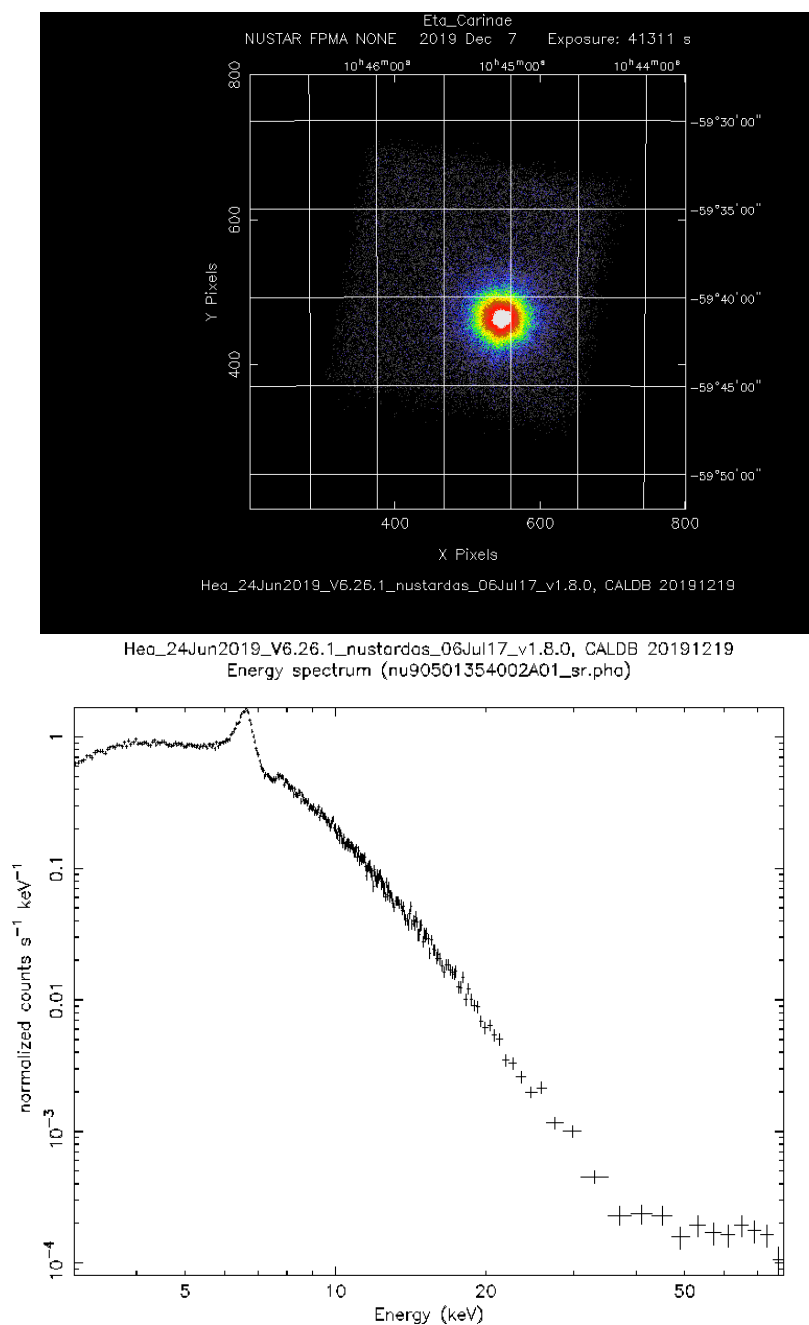 Eta_Carinae
NUSTAR FPMA NONE 2019 Dec 7 Exposure: 41311 s
10ʰ46ᵐ00ˢ 10ʰ45ᵐ00ˢ 10ʰ44ᵐ00ˢ
800
-59°30'00"
-59°35'00"
600
-59°40'00"
Y Pixels
400
-59°45'00"
-59°50'00"
400 600 800
X Pixels
Hea_24Jun2019_V6.26.1_nustardas_06Jul17_v1.8.0, CALDB 20191219
Hea_24Jun2019_V6.26.1_nustardas_06Jul17_v1.8.0, CALDB 20191219
Energy spectrum (nu90501354002A01_sr.pha)
1
0.1
normalized counts s⁻¹ keV⁻¹
0.01
10⁻³
10⁻⁴
5 10 20 50
Energy (keV)